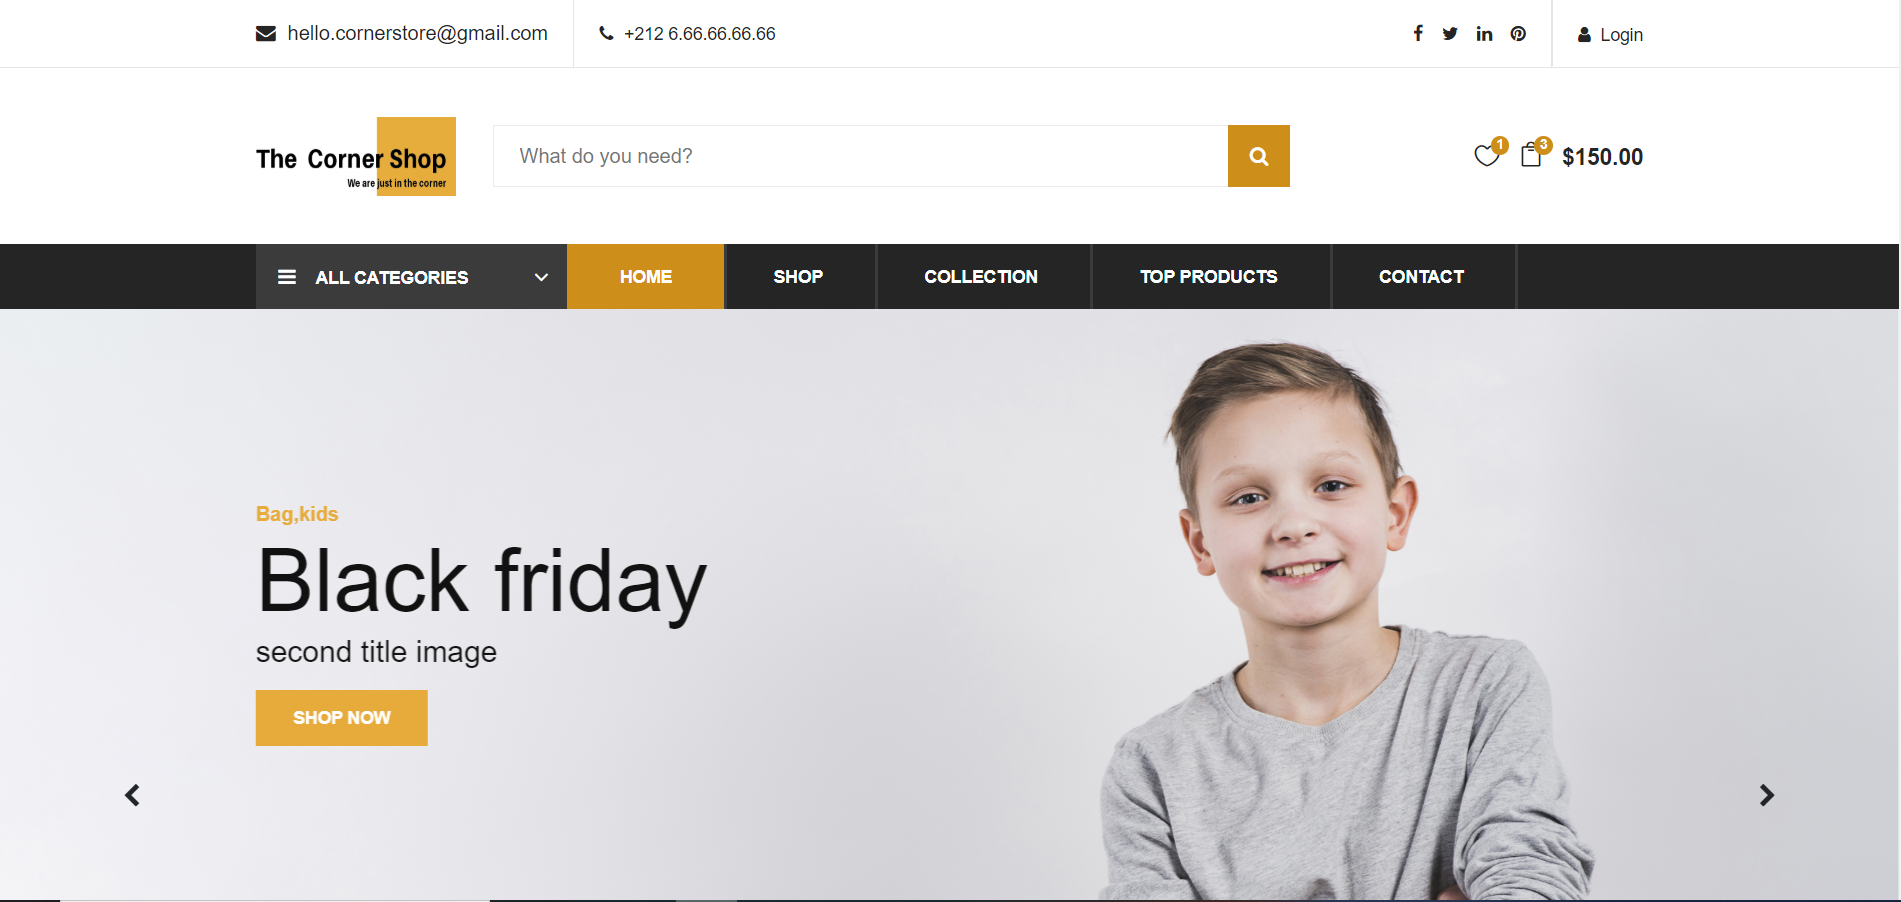 hello.cornerstore@gmail.com
+212 6.66.66.66.66
Login
The Corner Shop
We are just in the corner
What do you need?
1
3
$150.00
ALL CATEGORIES
HOME
SHOP
COLLECTION
TOP PRODUCTS
CONTACT
Bag,kids
Black friday
second title image
SHOP NOW